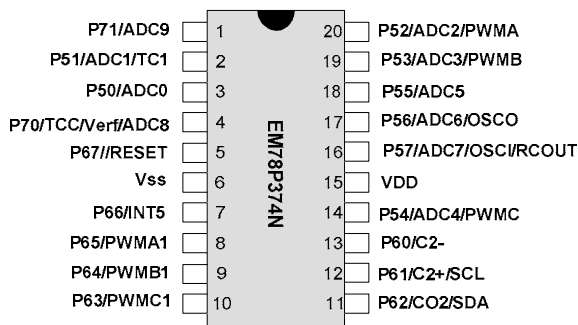 P71/ADC9 1 20 P52/ADC2/PWMA
P51/ADC1/TC1 2 19 P53/ADC3/PWMB
P50/ADC0 3 18 P55/ADC5
P70/TCC/Verf/ADC8 4 17 P56/ADC6/OSCO
P67//RESET 5 16 P57/ADC7/OSCI/RCOUT
Vss 6 15 VDD
P66/INT5 7 14 P54/ADC4/PWMC
P65/PWMA1 8 13 P60/C2-
P64/PWMB1 9 12 P61/C2+/SCL
P63/PWMC1 10 11 P62/CO2/SDA
EM78P374N